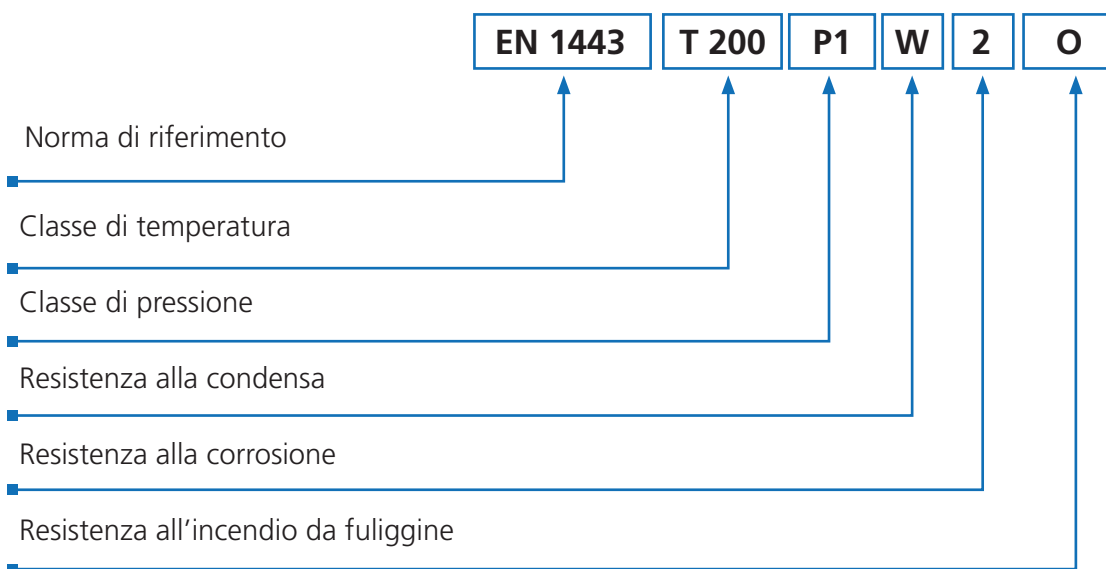 EN 1443 T 200 P1 W 2 O
Norma di riferimento
Classe di temperatura
Classe di pressione
Resistenza alla condensa
Resistenza alla corrosione
Resistenza all’incendio da fuliggine